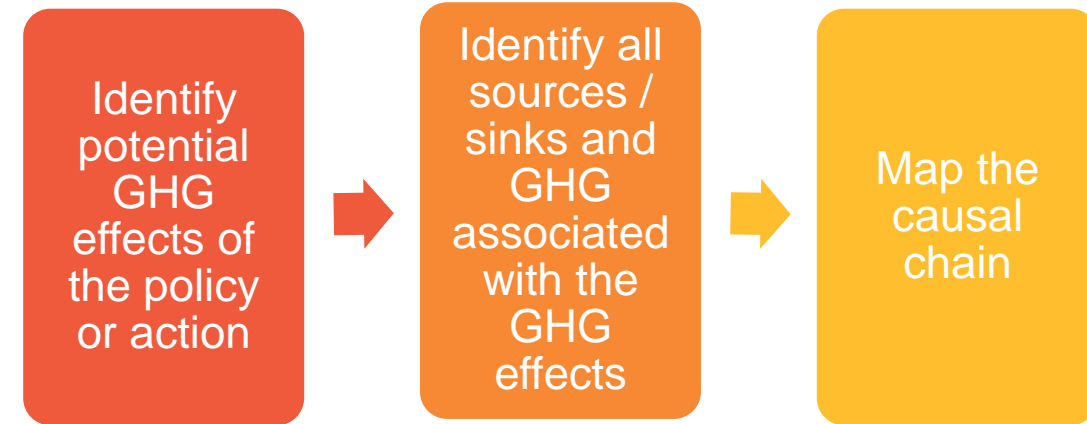 Identify
potential
GHG
effects of
the policy
or action
Identify all
sources /
sinks and
GHG
associated
with the
GHG
effects
Map the
causal
chain